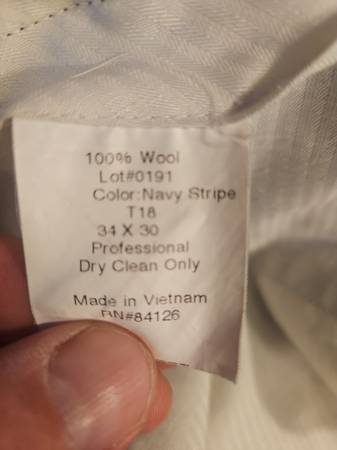 100% Wool
Lot#0191
Color:Navy Stripe
T18
34 X 30
Professional
Dry Clean Only
Made in Vietnam
RN#84126